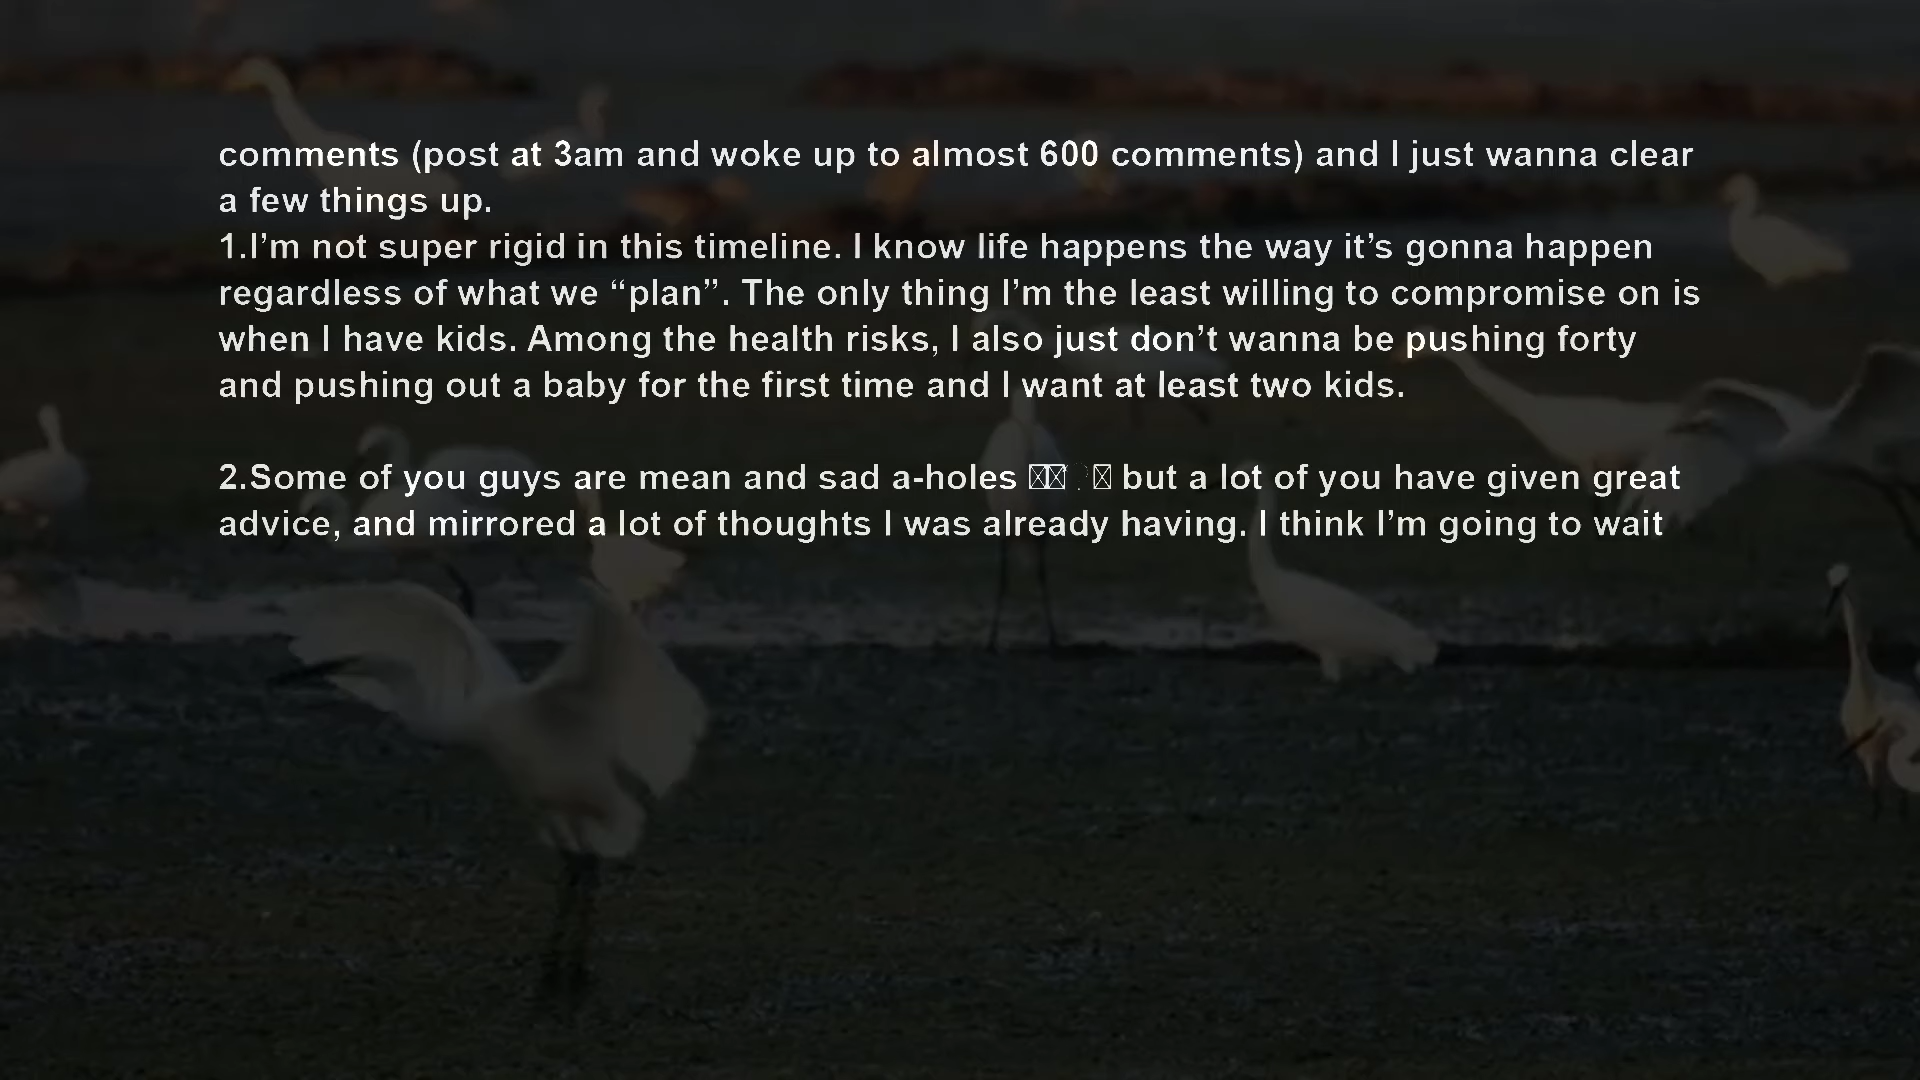 comments (post at 3am and woke up to almost 600 comments) and I just wanna clear
a few things up.
1.I’m not super rigid in this timeline. I know life happens the way it’s gonna happen
regardless of what we “plan”. The only thing I’m the least willing to compromise on is
when I have kids. Among the health risks, I also just don’t wanna be pushing forty
and pushing out a baby for the first time and I want at least two kids.
2.Some of you guys are mean and sad a-holes but a lot of you have given great
advice, and mirrored a lot of thoughts I was already having. I think I’m going to wait